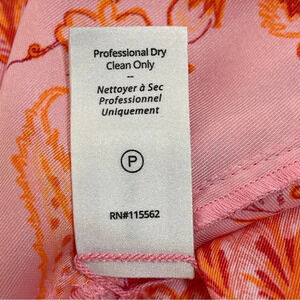 Professional Dry
Clean Only
--
Nettoyer à Sec
Professionnel
Uniquement
P
RN#115562